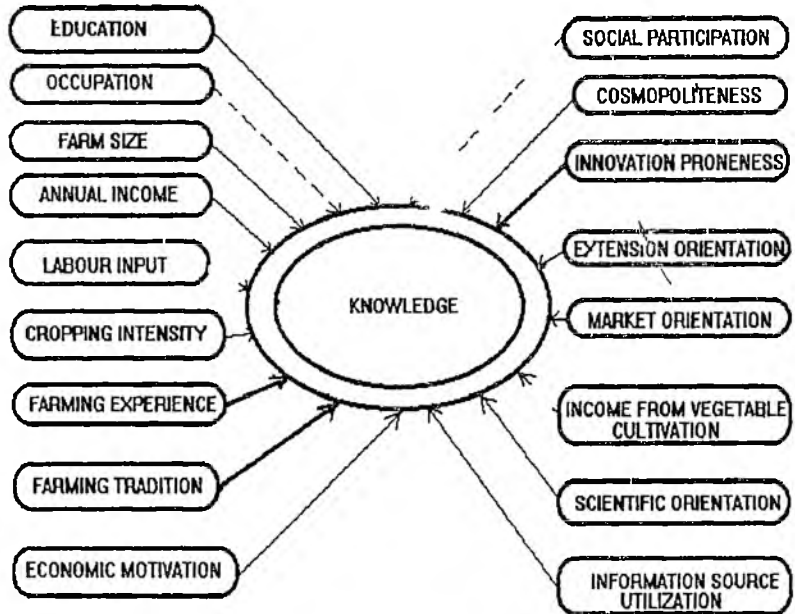 EDUCATION
OCCUPATION
FARM SIZE
ANNUAL INCOME
LABOUR INPUT
CROPPING INTENSITY
FARMING EXPERIENCE
FARMING TRADITION
ECONOMIC MOTIVATION
KNOWLEDGE
SOCIAL PARTICIPATION
COSMOPOLITENESS
INNOVATION PRONENESS
EXTENSION ORIENTATION
MARKET ORIENTATION
INCOME FROM VEGETABLE
CULTIVATION
SCIENTIFIC ORIENTATION
INFORMATION SOURCE
UTILIZATION